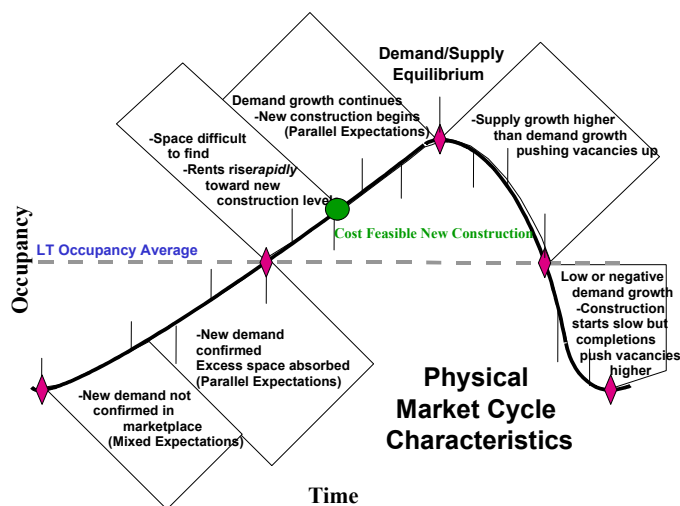 Demand/Supply
Equilibrium
Demand growth continues
-New construction begins
(Parallel Expectations)
-Supply growth higher
than demand growth
pushing vacancies up
-Space difficult
to find
-Rents riserapidly
toward new
construction level
Cost Feasible New Construction
LT Occupancy Average
Occupancy
Low or negative
demand growth
-Construction
starts slow but
completions
push vacancies
higher
-New demand
confirmed
Excess space absorbed
(Parallel Expectations)
-New demand not
confirmed in
marketplace
(Mixed Expectations)
Physical
Market Cycle
Characteristics
Time